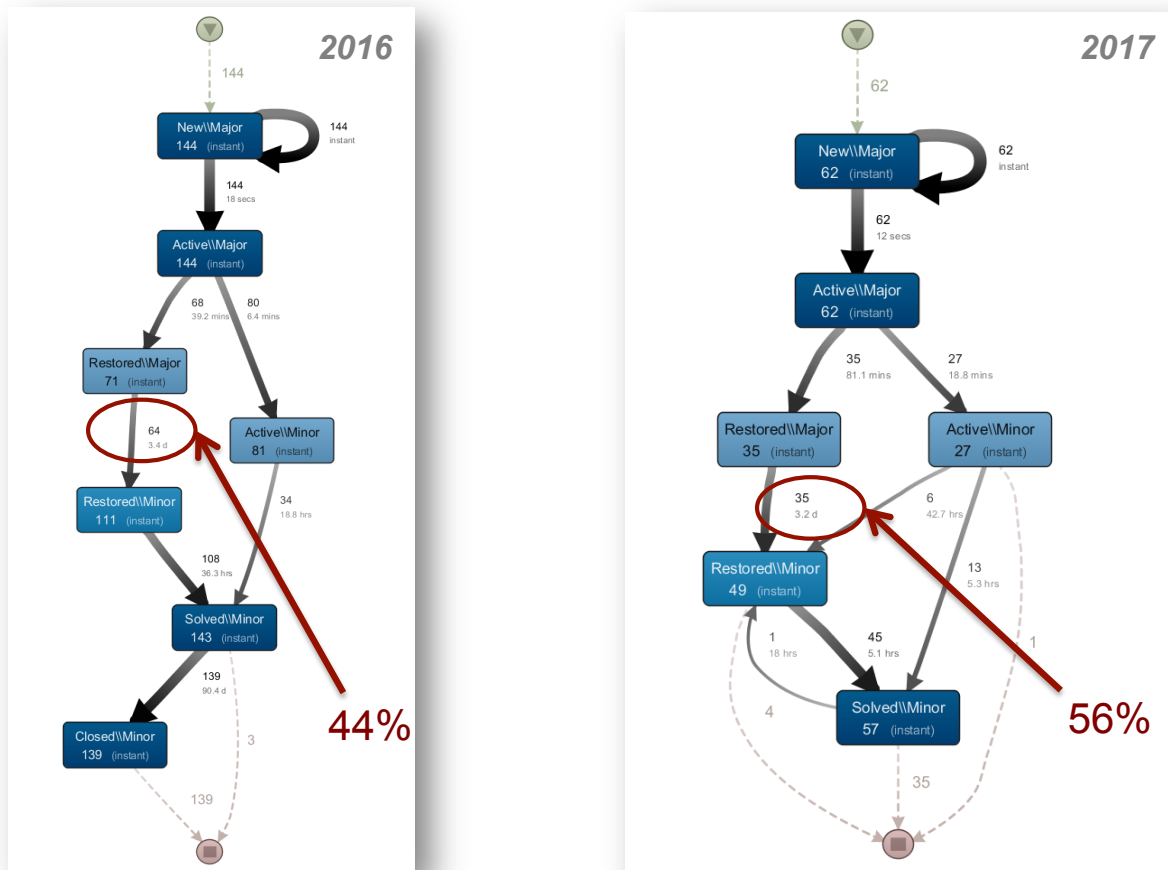 2016
144
New\\Major
144 (instant)
144
instant
144
18 secs
Active\\Major
144 (instant)
68
39.2 mins
80
6.4 mins
Restored\\Major
71 (instant)
64
3.4 d
Active\\Minor
81 (instant)
Restored\\Minor
111 (instant)
34
18.8 hrs
108
36.3 hrs
Solved\\Minor
143 (instant)
139
90.4 d
44%
Closed\\Minor
139 (instant)
3
139
2017
62
New\\Major
62 (instant)
62
instant
62
12 secs
Active\\Major
62 (instant)
35
81.1 mins
27
18.8 mins
Restored\\Major
35 (instant)
Active\\Minor
27 (instant)
35
3.2 d
6
42.7 hrs
Restored\\Minor
49 (instant)
13
5.3 hrs
1
18 hrs
45
5.1 hrs
1
4
Solved\\Minor
57 (instant)
56%
35